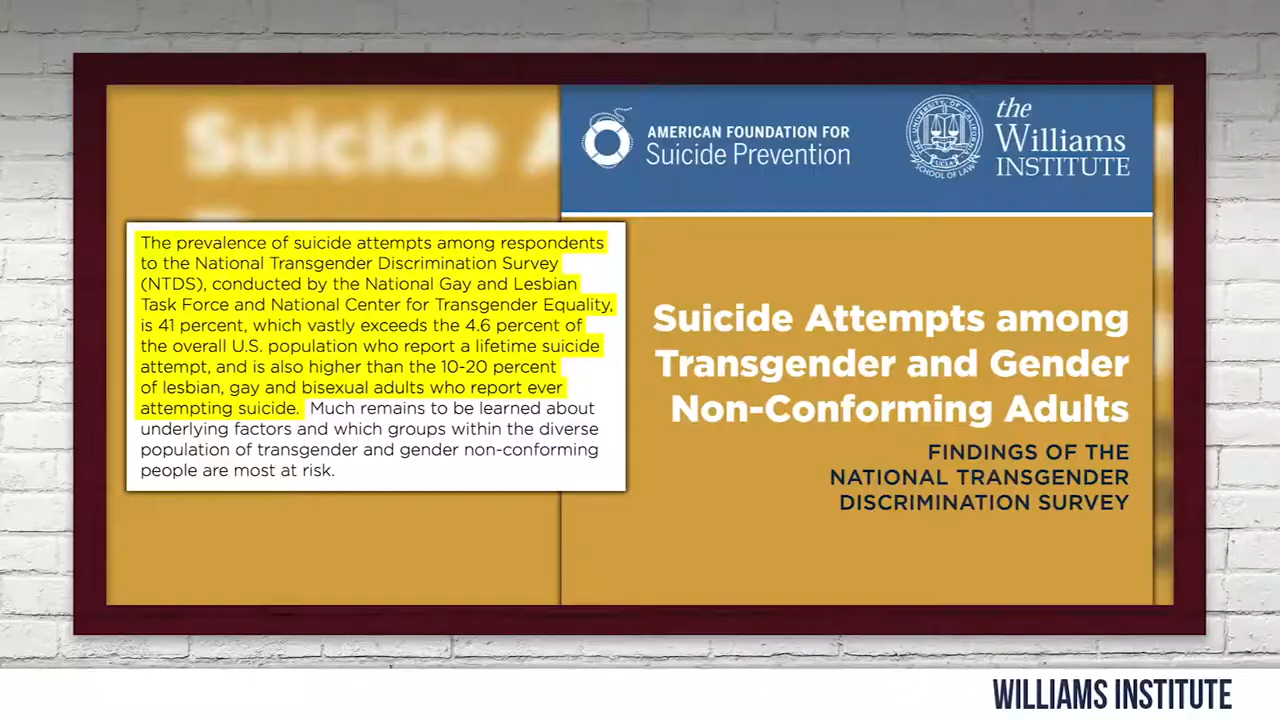 Suicide A
AMERICAN FOUNDATION FOR
Suicide Prevention
the
Williams
INSTITUTE
The prevalence of suicide attempts among respondents
to the National Transgender Discrimination Survey
(NTDS), conducted by the National Gay and Lesbian
Task Force and National Center for Transgender Equality,
is 41 percent, which vastly exceeds the 4.6 percent of
the overall U.S. population who report a lifetime suicide
attempt, and is also higher than the 10-20 percent
of lesbian, gay and bisexual adults who report ever
attempting suicide. Much remains to be learned about
underlying factors and which groups within the diverse
population of transgender and gender non-conforming
people are most at risk.
Suicide Attempts among
Transgender and Gender
Non-Conforming Adults
FINDINGS OF THE
NATIONAL TRANSGENDER
DISCRIMINATION SURVEY
WILLIAMS INSTITUTE